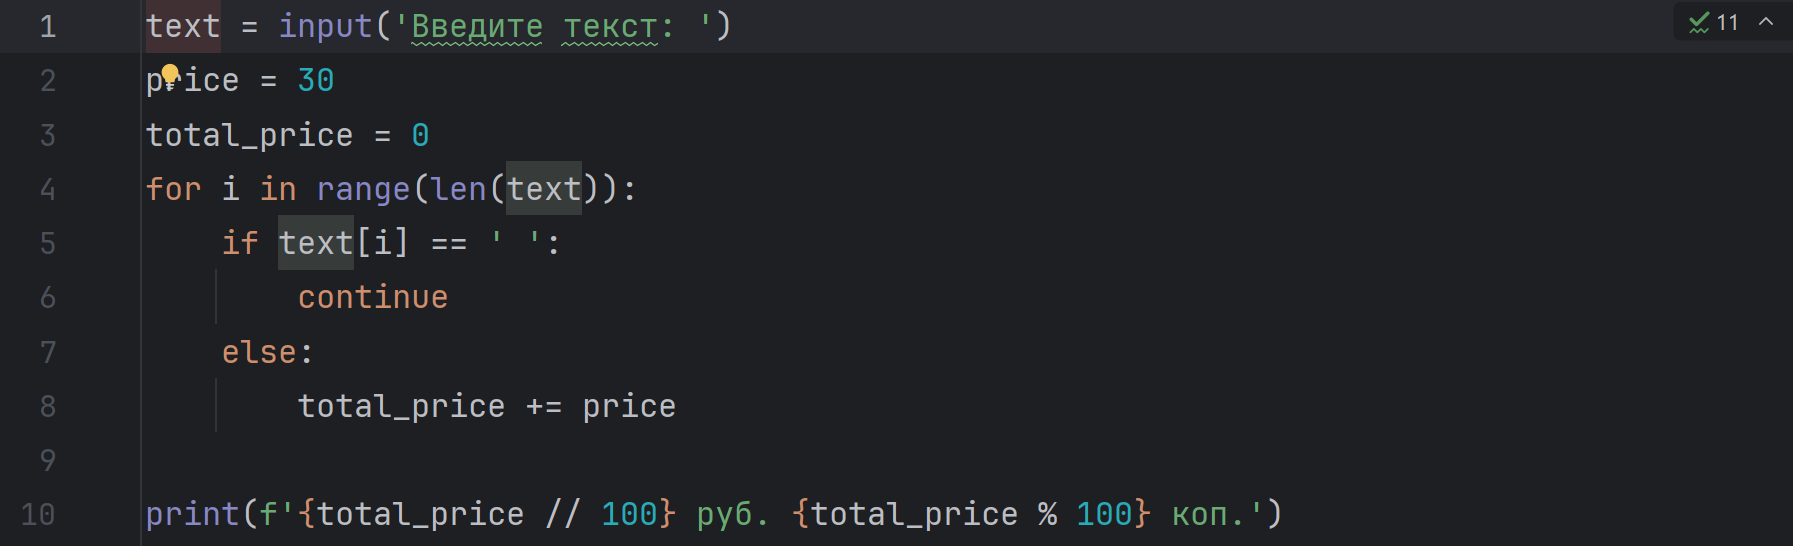 1 text = input('Введите текст: ') 11
2 price = 30
3 total_price = 0
4 for i in range(len(text)):
5     if text[i] == ' ':
6         continue
7     else:
8         total_price += price
9
10 print(f'{total_price // 100} руб. {total_price % 100} коп.')